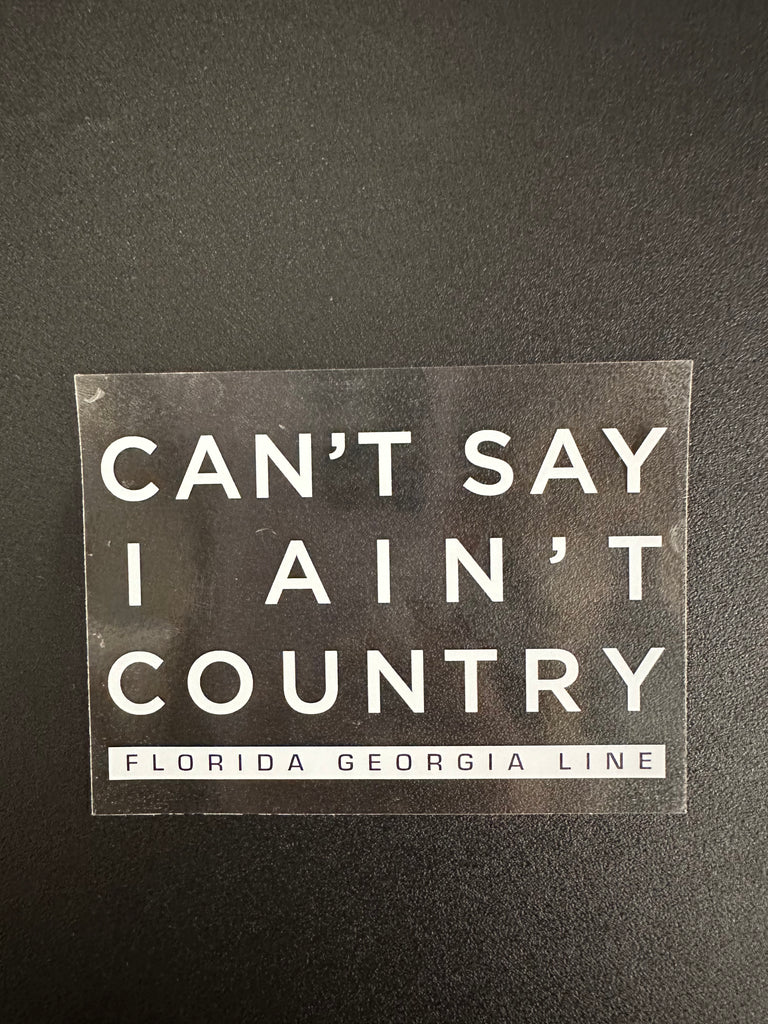 CAN'T SAY
I AIN'T
COUNTRY
FLORIDA GEORGIA LINE